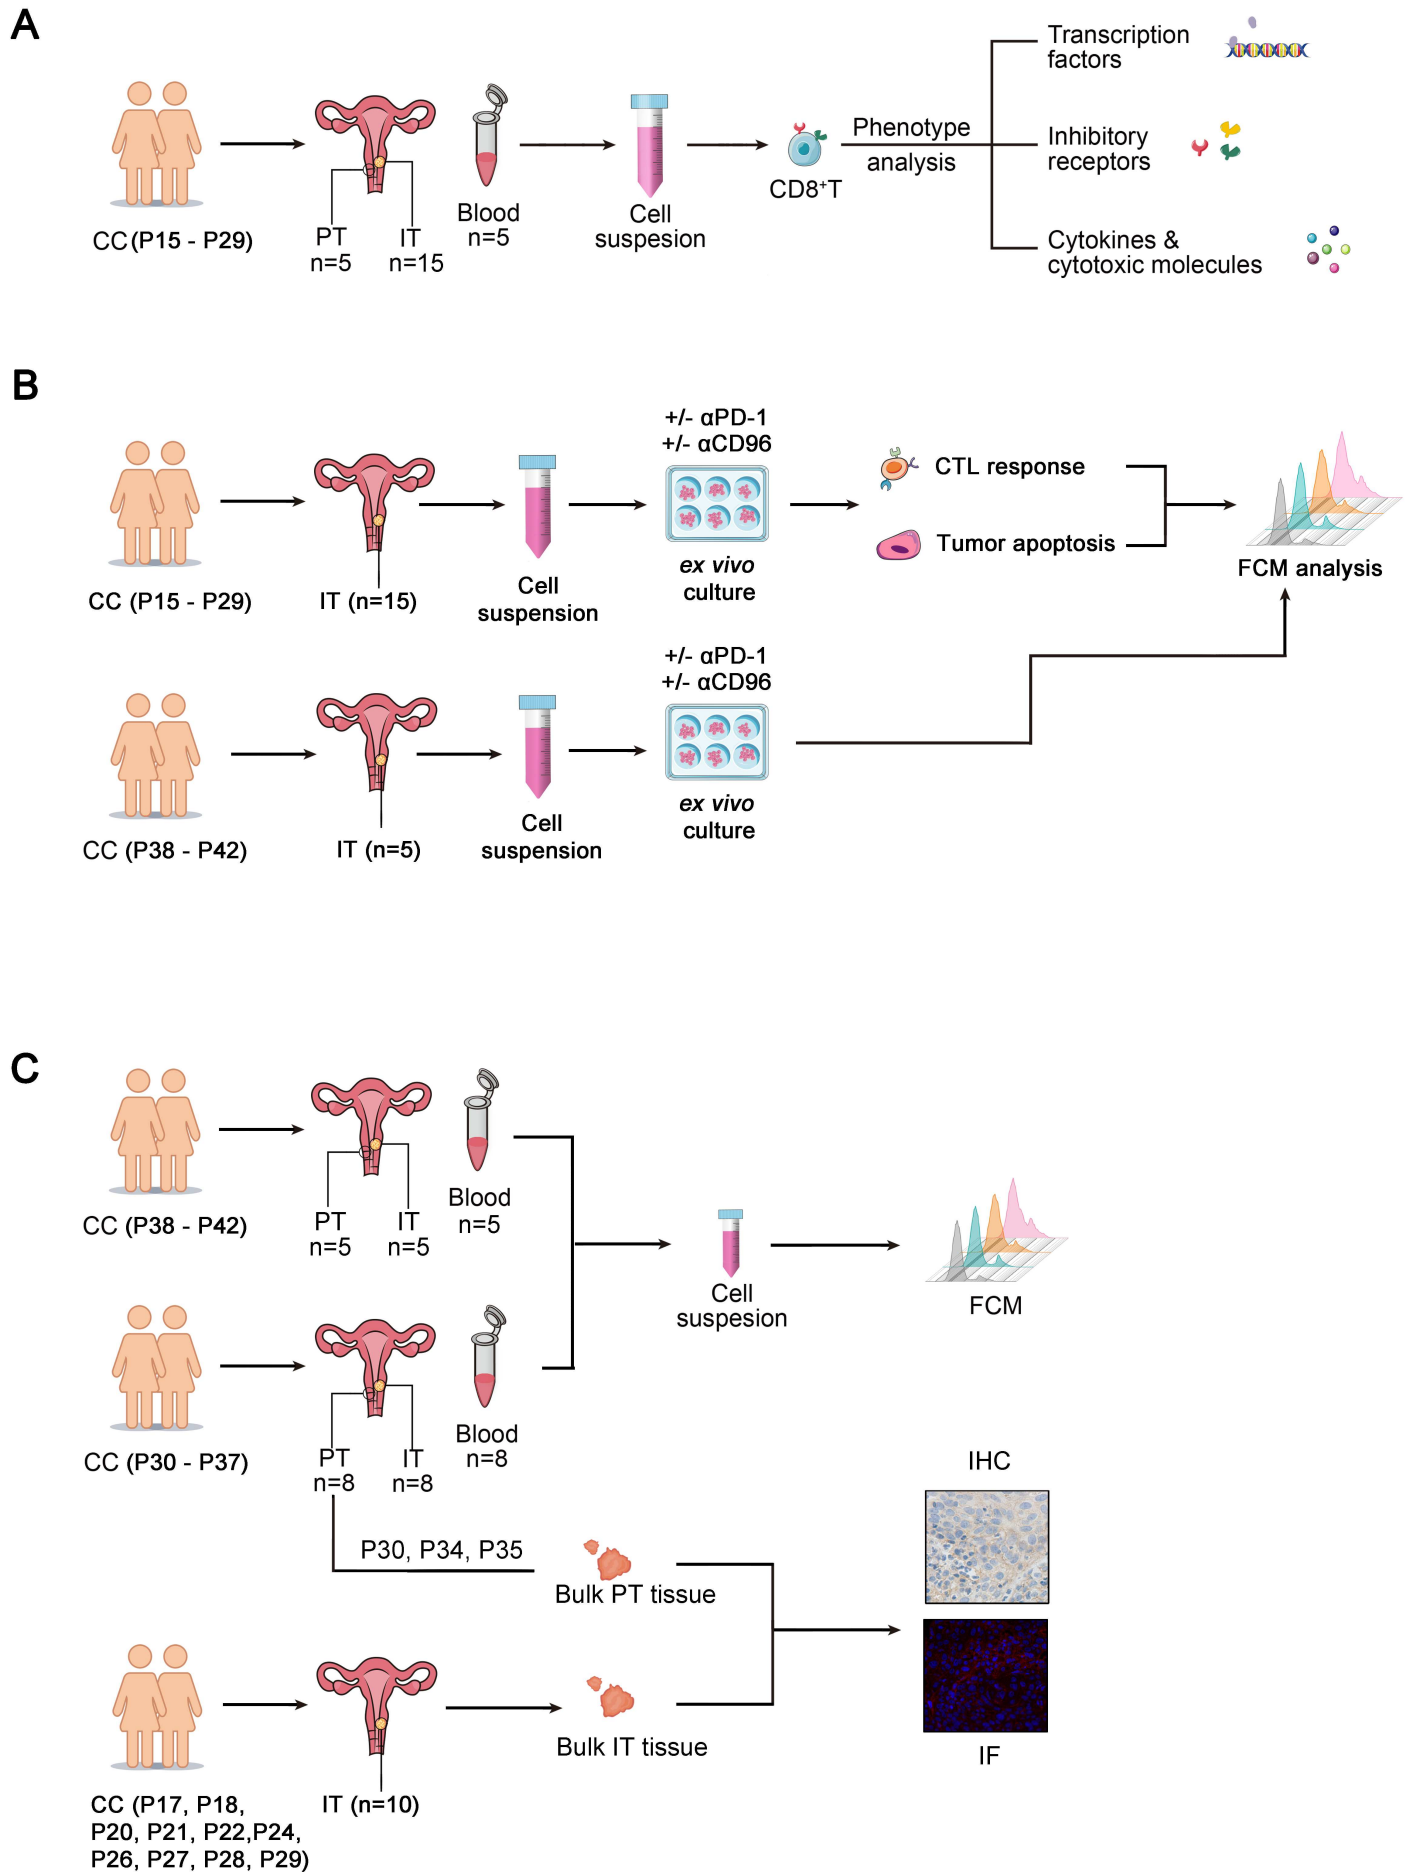 A
Transcription
factors
Phenotype
analysis
Inhibitory
receptors
CD8⁺T
Blood
n=5
Cell
suspesion
CC(P15 - P29)
PT
n=5
IT
n=15
Cytokines &
cytotoxic molecules
B
+/- αPD-1
+/- αCD96
CTL response
Tumor apoptosis
FCM analysis
ex vivo
culture
Cell
suspension
CC (P15 - P29)
IT (n=15)
+/- αPD-1
+/- αCD96
ex vivo
culture
Cell
suspension
CC (P38 - P42)
IT (n=5)
C
Blood
n=5
CC (P38 - P42)
PT
n=5
IT
n=5
Cell
suspesion
FCM
Blood
n=8
CC (P30 - P37)
PT
n=8
IT
n=8
IHC
P30, P34, P35
Bulk PT tissue
Bulk IT tissue
IF
CC (P17, P18,
P20, P21, P22,P24,
P26, P27, P28, P29)
IT (n=10)